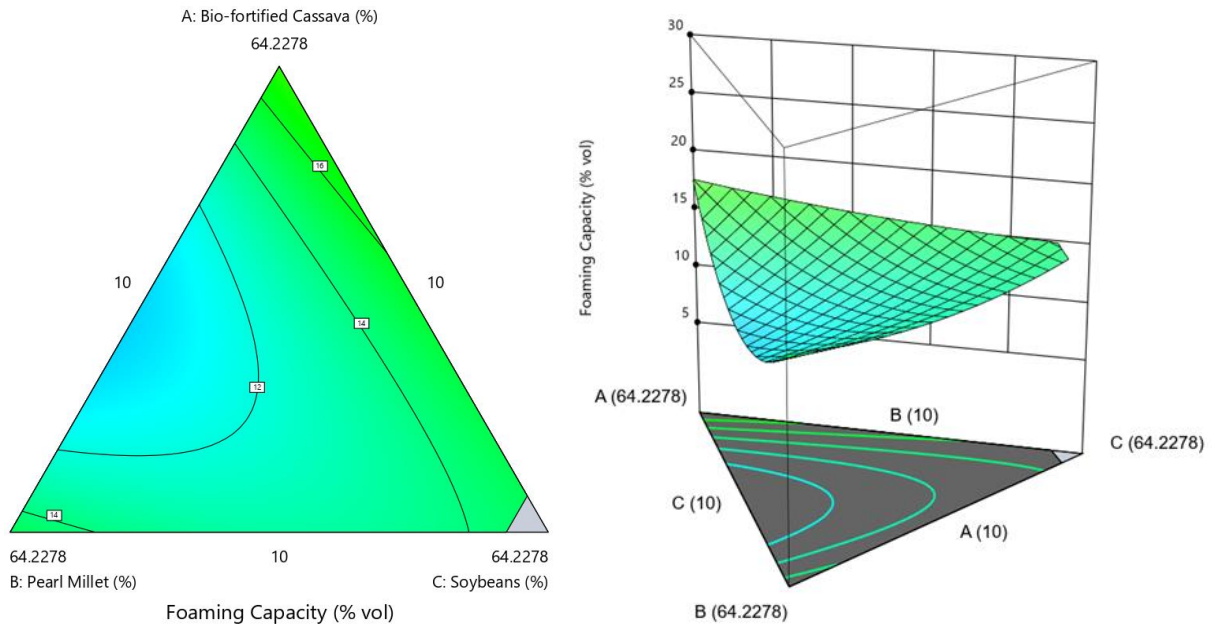 A: Bio-fortified Cassava (%)
64.2278
16
10
10
14
12
14
64.2278
10
64.2278
B: Pearl Millet (%)
C: Soybeans (%)
Foaming Capacity (% vol)
30
25
20
15
10
5
Foaming Capacity (% vol)
A (64.2278)
B (10)
C (64.2278)
C (10)
A (10)
B (64.2278)